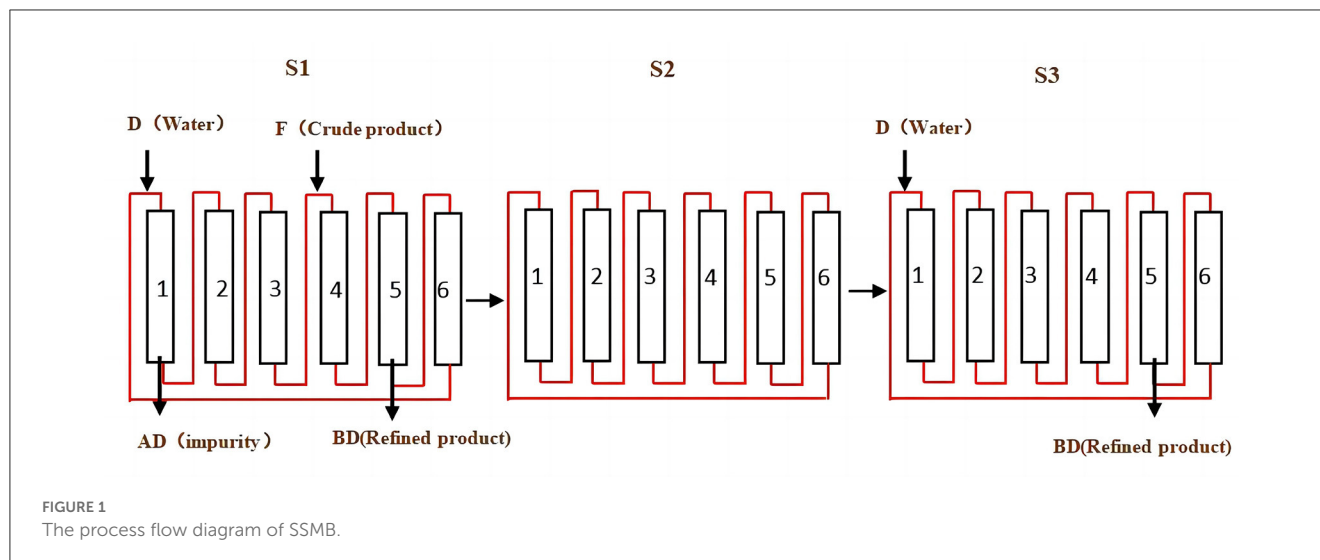 S1
S2
S3
D（Water）
F（Crude product）
D（Water）
1 2 3 4 5 6
1 2 3 4 5 6
1 2 3 4 5 6
AD（impurity）
BD(Refined product)
BD(Refined product)
FIGURE 1
The process flow diagram of SSMB.